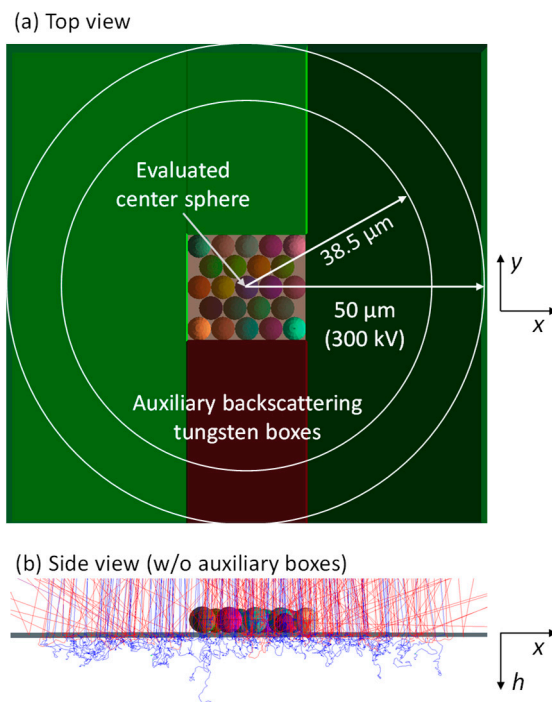 (a) Top view
Evaluated
center sphere
38.5 µm
50 µm
(300 kV)
y
x
Auxiliary backscattering
tungsten boxes
(b) Side view (w/o auxiliary boxes)
x
h